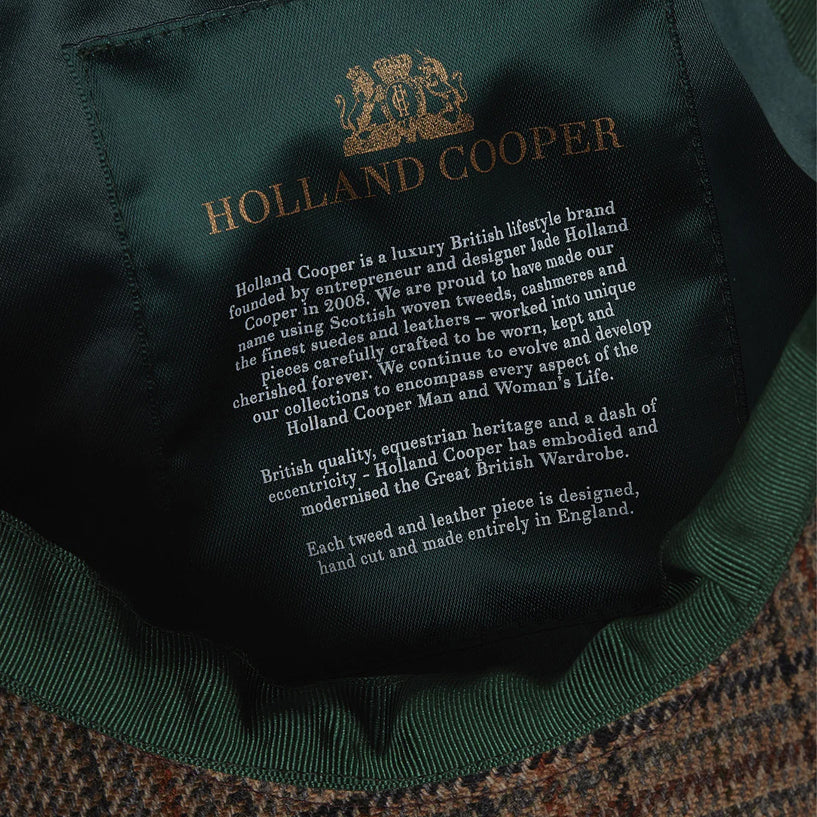 HOLLAND COOPER
Holland Cooper is a luxury British lifestyle brand
founded by entrepreneur and designer Jade Holland
Cooper in 2008. We are proud to have made our
name using Scottish woven tweeds, cashmeres and
the finest suedes and leathers – worked into unique
pieces carefully crafted to be worn, kept and
cherished forever. We continue to evolve and develop
our collections to encompass every aspect of the
Holland Cooper Man and Woman's Life.
British quality, equestrian heritage and a dash of
eccentricity - Holland Cooper has embodied and
modernised the Great British Wardrobe.
Each tweed and leather piece is designed,
hand cut and made entirely in England.